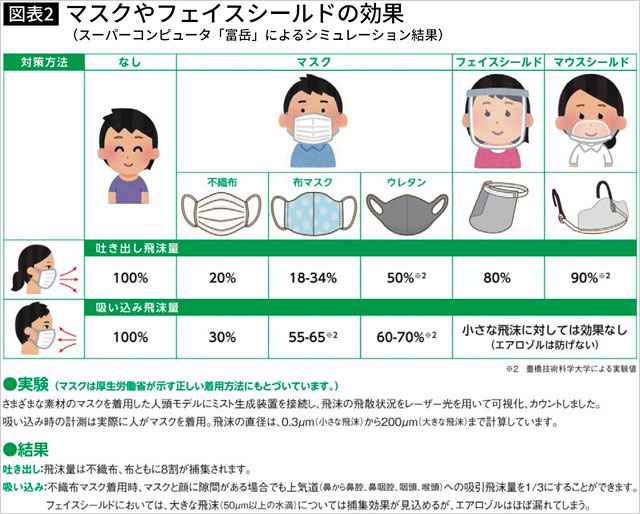 図表2 マスクやフェイスシールドの効果
（スーパーコンピュータ「富岳」によるシミュレーション結果）
対策方法 なし マスク フェイスシールド マウスシールド
不織布 布マスク ウレタン
吐き出し飛沫量
100% 20% 18-34% 50%※2 80% 90%※2
吸い込み飛沫量
100% 30% 55-65※2 60-70%※2 小さな飛沫に対しては効果なし
（エアロゾルは防げない）
※2 豊橋技術科学大学による実験値
●実験（マスクは厚生労働省が示す正しい着用方法にもとづいています。）
さまざまな素材のマスクを着用した人頭モデルにミスト生成装置を接続し、飛沫の飛散状況をレーザー光を用いて可視化、カウントしました。
吸い込み時の計測は実際に人がマスクを着用。飛沫の直径は、0.3μm（小さな飛沫）から200μm（大きな飛沫）まで計算しています。
●結果
吐き出し：飛沫量は不織布、布ともに8割が捕集されます。
吸い込み：不織布マスク着用時、マスクと顔に隙間がある場合でも上気道（鼻から鼻腔、鼻咽腔、咽頭、喉頭）への吸引飛沫量を1/3にすることができます。
フェイスシールドにおいては、大きな飛沫（50μm以上の水滴）については捕集効果が見込めるが、エアロゾルはほぼ漏れてしまう。